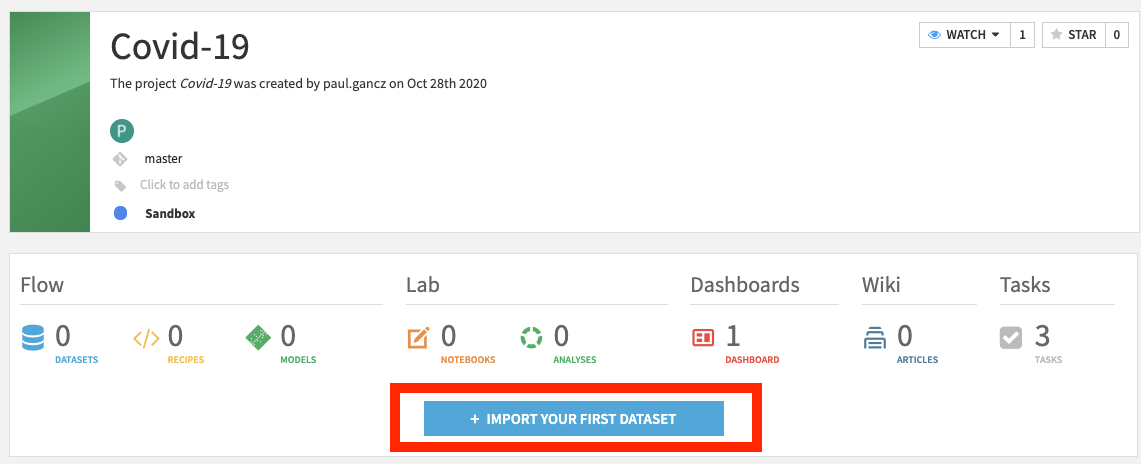 Covid-19
WATCH 1 STAR 0
The project Covid-19 was created by paul.gancz on Oct 28th 2020
P
master
Click to add tags
Sandbox
Flow Lab Dashboards Wiki Tasks
0 0 0 0 0 1 0 3
DATASETS RECIPES MODELS NOTEBOOKS ANALYSES DASHBOARD ARTICLES TASKS
+ IMPORT YOUR FIRST DATASET